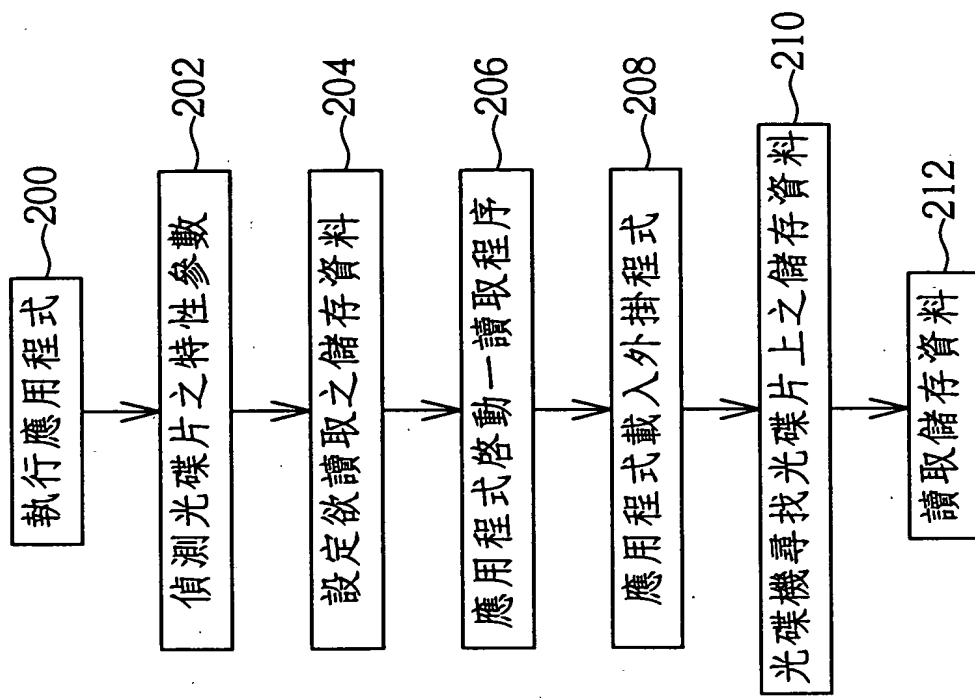 執行應用程式
200
偵測光碟片之特性參數
202
設定欲讀取之儲存資料
204
應用程式啓動一讀取程序
206
應用程式載入外掛程式
208
光碟機尋找光碟片上之儲存資料
210
讀取儲存資料
212